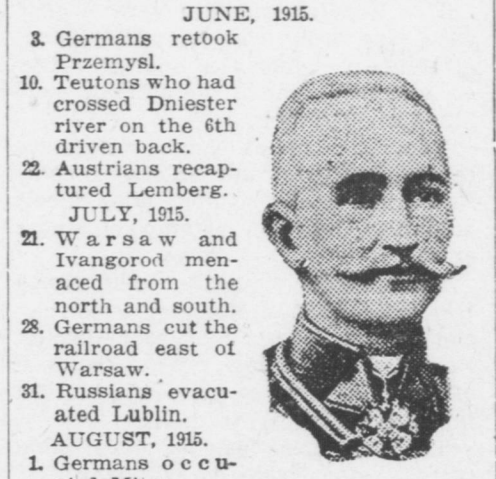 JUNE, 1915.
3. Germans retook
Przemysl.
10. Teutons who had
crossed Dniester
river on the 6th
driven back.
22. Austrians recap-
tured Lemberg.
JULY, 1915.
21. Warsaw and
Ivangorod men-
aced from the
north and south.
28. Germans cut the
railroad east of
Warsaw.
31. Russians evacu-
ated Lublin.
AUGUST, 1915.
1. Germans occu-